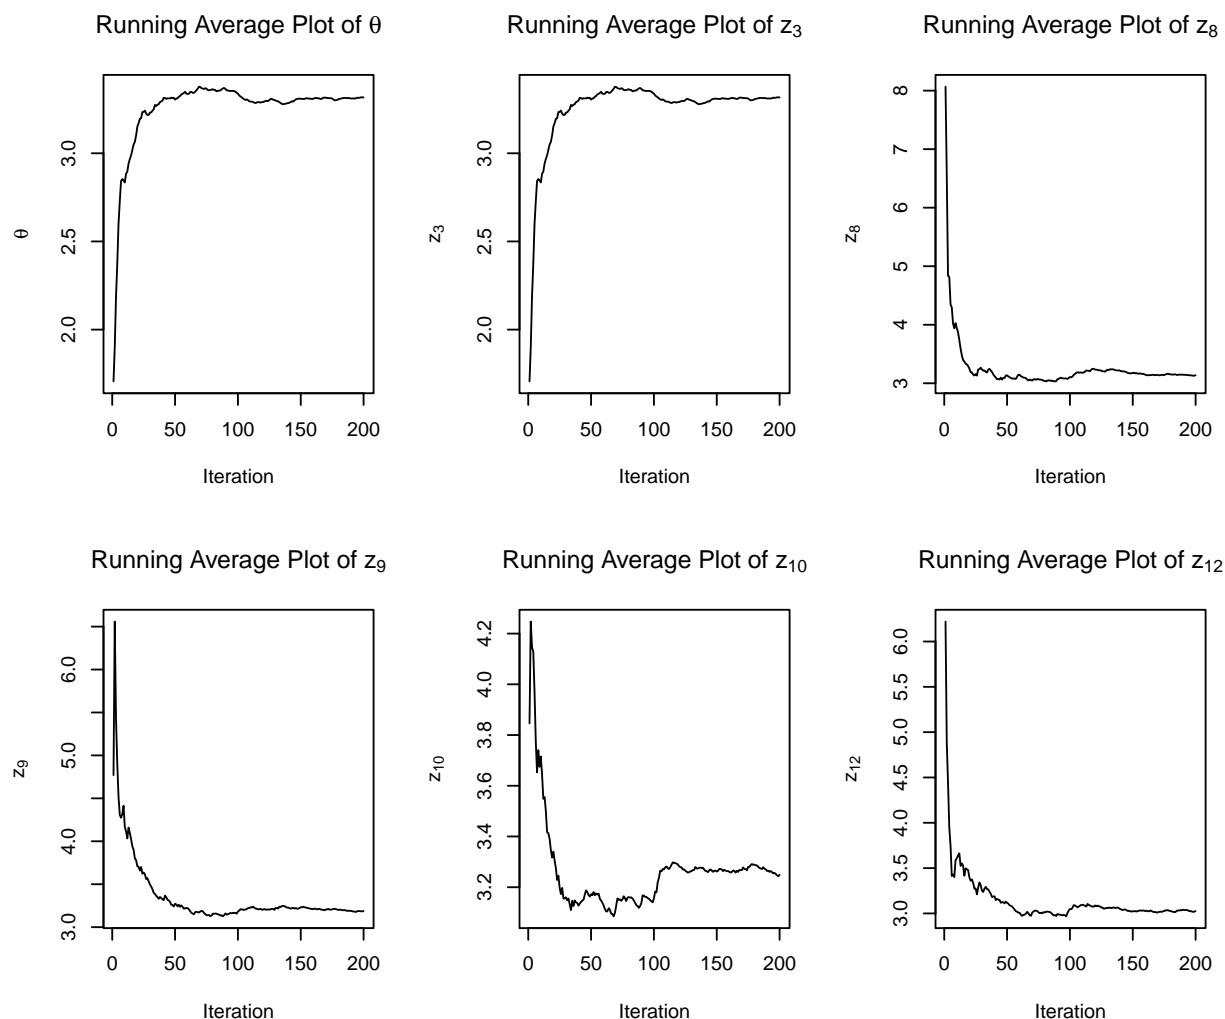 Running Average Plot of θ
θ
3.0
2.5
2.0
0 50 100 150 200
Iteration
Running Average Plot of z₃
z₃
3.0
2.5
2.0
0 50 100 150 200
Iteration
Running Average Plot of z₈
z₈
8
7
6
5
4
3
0 50 100 150 200
Iteration
Running Average Plot of z₉
z₉
6.0
5.0
4.0
3.0
0 50 100 150 200
Iteration
Running Average Plot of z₁₀
z₁₀
4.2
4.0
3.8
3.6
3.4
3.2
0 50 100 150 200
Iteration
Running Average Plot of z₁₂
z₁₂
6.0
5.5
5.0
4.5
4.0
3.5
3.0
0 50 100 150 200
Iteration